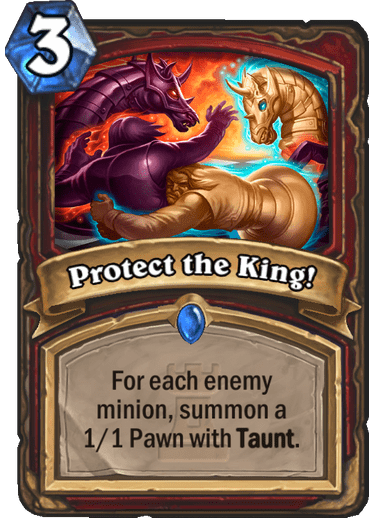 3
Protect the King!
For each enemy
minion, summon a
1/1 Pawn with Taunt.